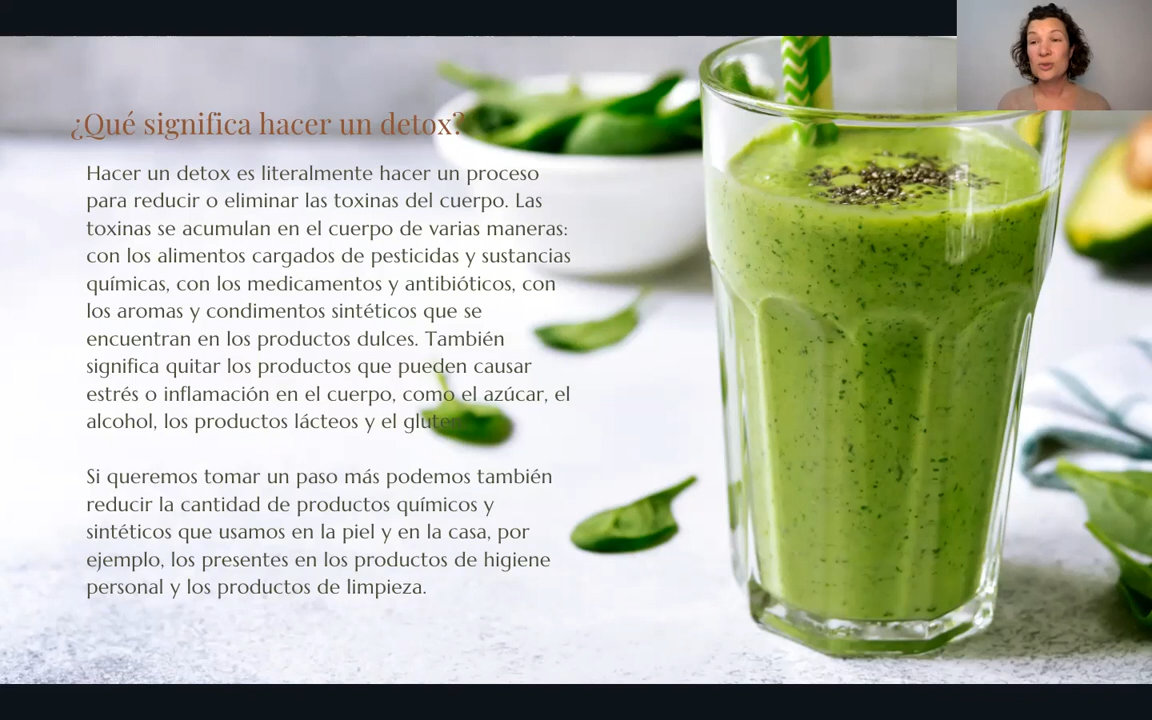 ¿Qué significa hacer un detox?
Hacer un detox es literalmente hacer un proceso
para reducir o eliminar las toxinas del cuerpo. Las
toxinas se acumulan en el cuerpo de varias maneras:
con los alimentos cargados de pesticidas y sustancias
químicas, con los medicamentos y antibióticos, con
los aromas y condimentos sintéticos que se
encuentran en los productos dulces. También
significa quitar los productos que pueden causar
estrés o inflamación en el cuerpo, como el azúcar, el
alcohol, los productos lácteos y el gluten.
Si queremos tomar un paso más podemos también
reducir la cantidad de productos químicos y
sintéticos que usamos en la piel y en la casa, por
ejemplo, los presentes en los productos de higiene
personal y los productos de limpieza.